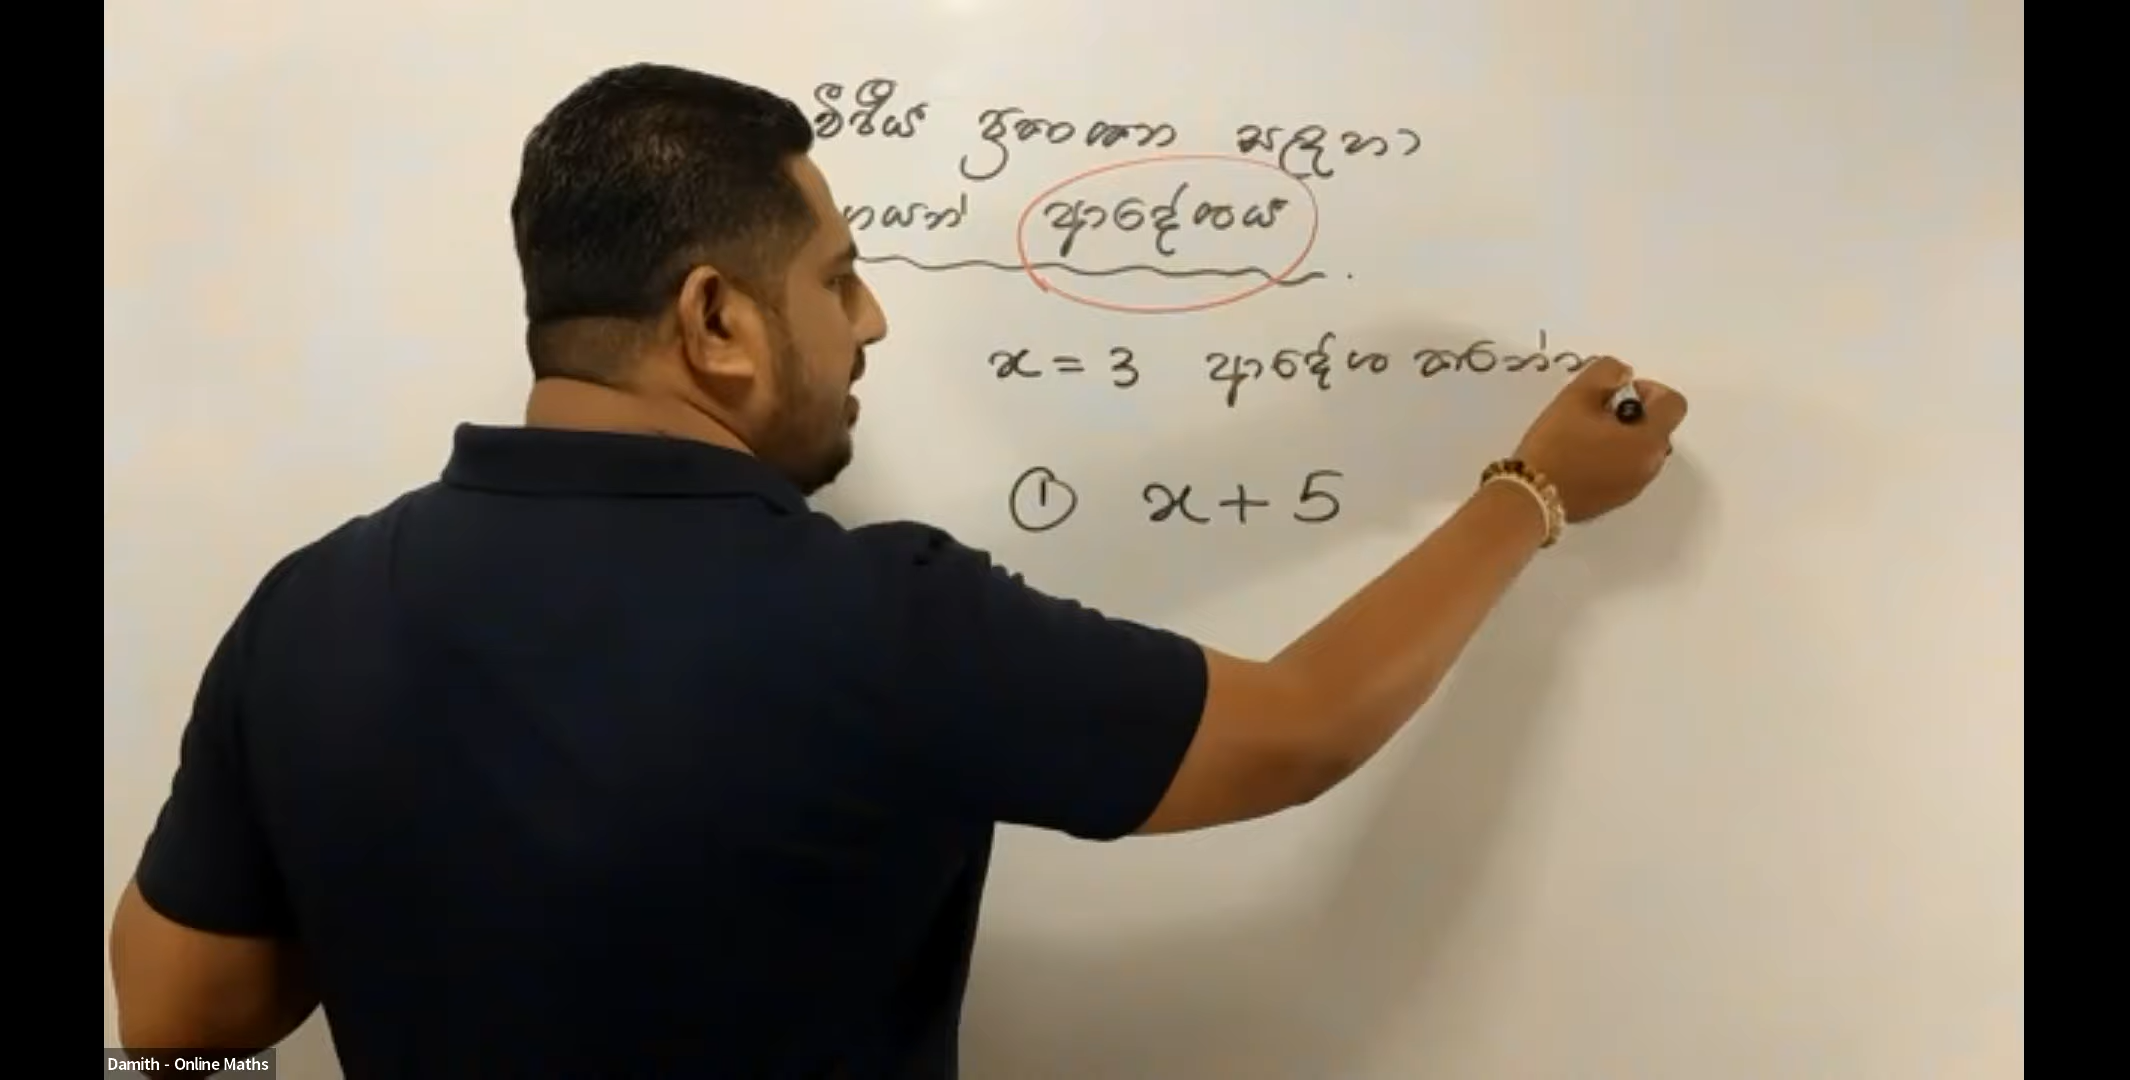 වීජීය ප්‍රකාශන සඳහා
ආදේශය
x = 3 ආදේශ කරන්න
① x + 5
Damith - Online Maths